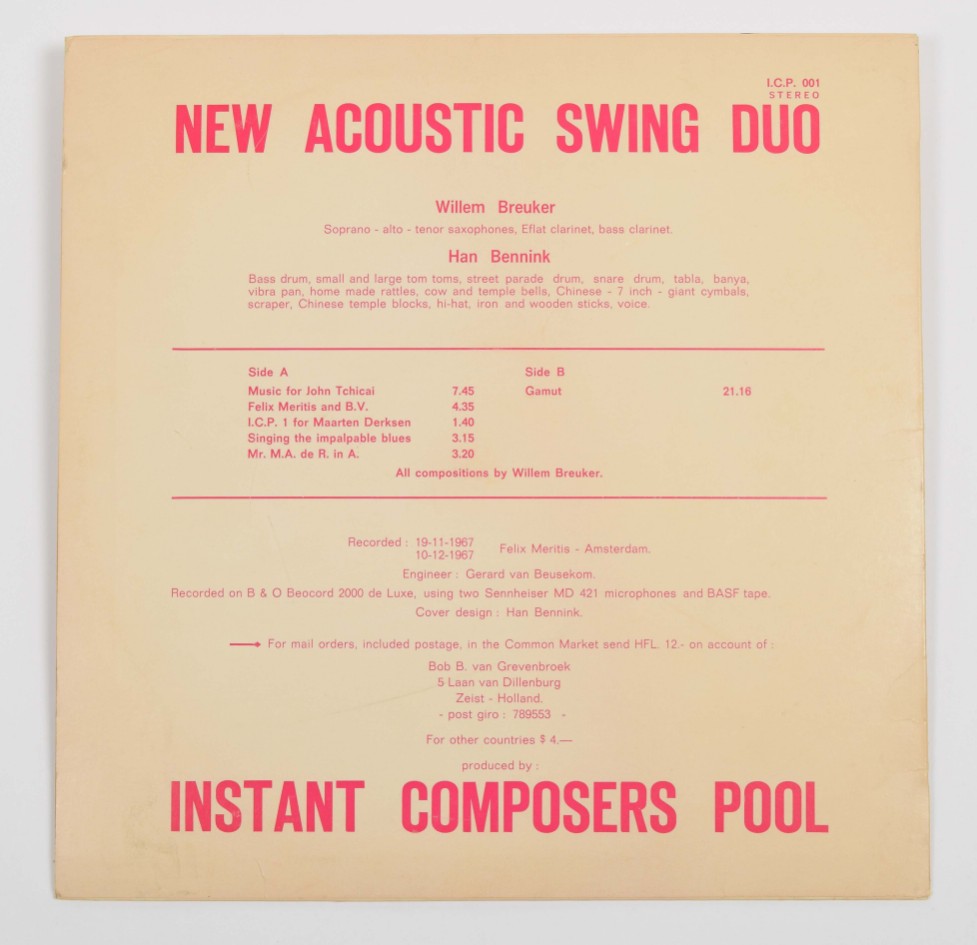 I.C.P. 001
STEREO
NEW ACOUSTIC SWING DUO
Willem Breuker
Soprano - alto - tenor saxophones, Eflat clarinet, bass clarinet.
Han Bennink
Bass drum, small and large tom toms, street parade drum, snare drum, tabla, banya,
vibra pan, home made rattles, cow and temple bells, Chinese - 7 inch - giant cymbals,
scraper, Chinese temple blocks, hi-hat, iron and wooden sticks, voice.
Side A
Music for John Tchicai 7.45
Felix Meritis and B.V. 4.35
I.C.P. 1 for Maarten Derksen 1.40
Singing the impalpable blues 3.15
Mr. M.A. de R. in A. 3.20
Side B
Gamut 21.16
All compositions by Willem Breuker.
Recorded : 19-11-1967
10-12-1967
Felix Meritis - Amsterdam.
Engineer : Gerard van Beusekom.
Recorded on B & O Beocord 2000 de Luxe, using two Sennheiser MD 421 microphones and BASF tape.
Cover design : Han Bennink.
For mail orders, included postage, in the Common Market send HFL. 12.- on account of :
Bob B. van Grevenbroek
5 Laan van Dillenburg
Zeist - Holland.
- post giro : 789553 -
For other countries $ 4.—
produced by :
INSTANT COMPOSERS POOL